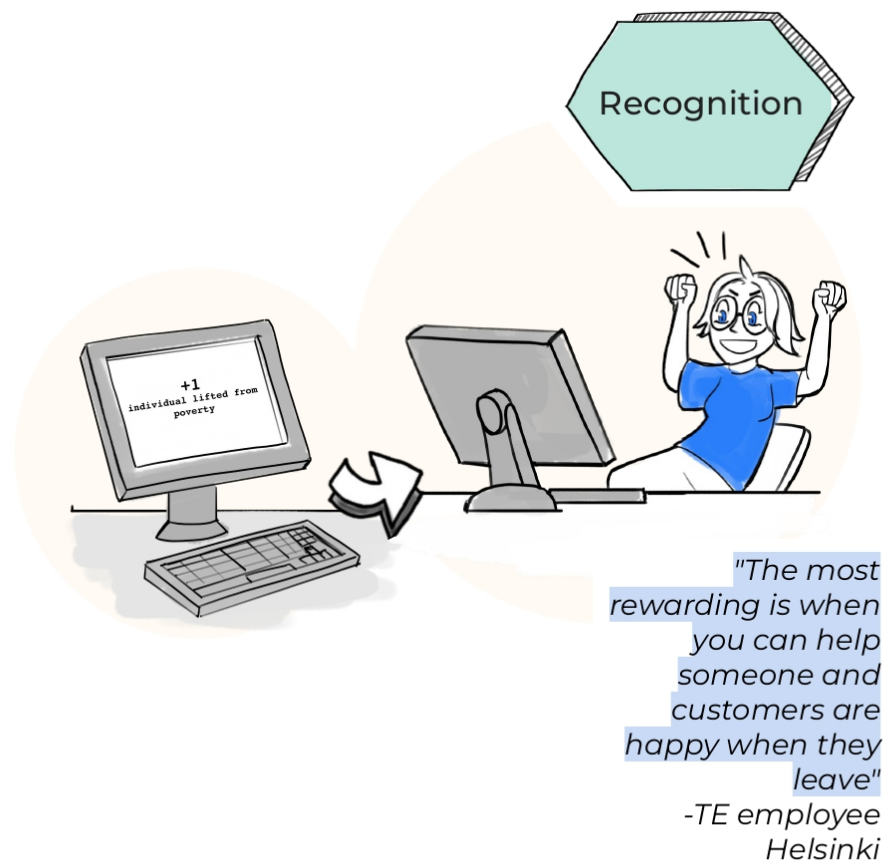 Recognition
+1
individual lifted from
poverty
"The most
rewarding is when
you can help
someone and
customers are
happy when they
leave"
-TE employee
Helsinki